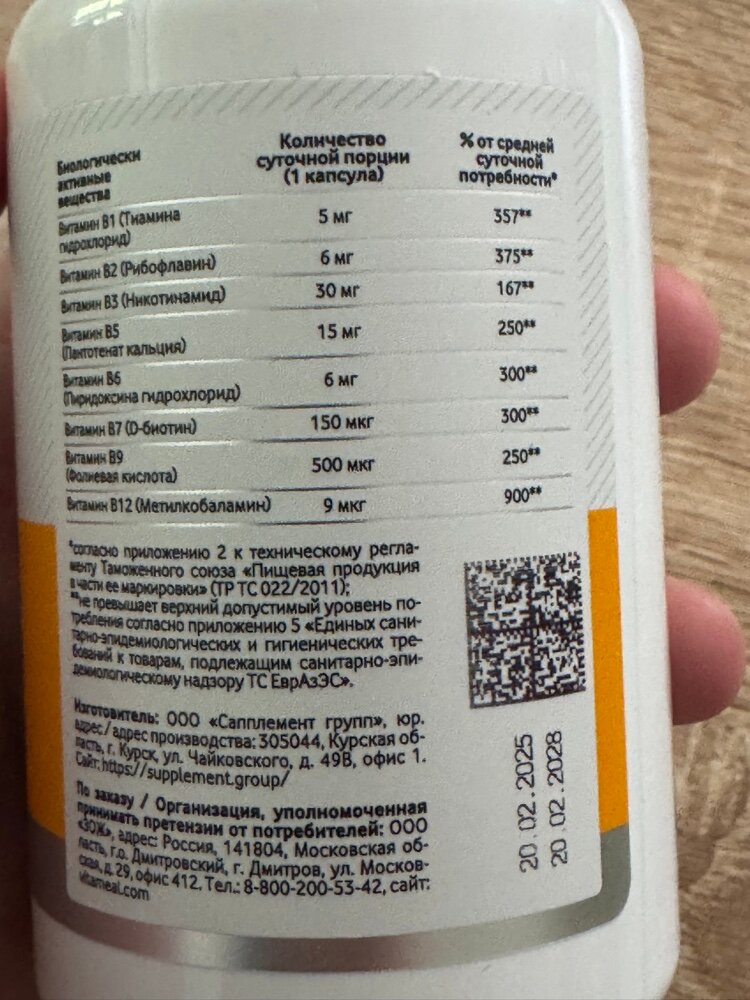 Биологически
активные
вещества
Количество
суточной порции
(1 капсула)
% от средней
суточной
потребности*
Витамин B1 (Тиамина
гидрохлорид)
5 мг
357**
Витамин B2 (Рибофлавин)
6 мг
375**
Витамин B3 (Никотинамид)
30 мг
167**
Витамин B5
(Пантотенат кальция)
15 мг
250**
Витамин B6
(Пиридоксина гидрохлорид)
6 мг
300**
Витамин B7 (D-биотин)
150 мкг
300**
Витамин B9
(Фолиевая кислота)
500 мкг
250**
Витамин B12 (Метилкобаламин)
9 мкг
900**
*согласно приложению 2 к техническому регла-
менту Таможенного союза «Пищевая продукция
в части ее маркировки» (ТР ТС 022/2011);
**не превышает верхний допустимый уровень по-
требления согласно приложению 5 «Единых сани-
тарно-эпидемиологических и гигиенических тре-
бований к товарам, подлежащим санитарно-эпи-
демиологическому надзору ТС ЕврАзЭС».
Изготовитель: ООО «Сапплемент групп», юр.
адрес / адрес производства: 305044, Курская об-
ласть, г. Курск, ул. Чайковского, д. 49В, офис 1.
Сайт: https://supplement.group/
По заказу / Организация, уполномоченная
принимать претензии от потребителей: ООО
«ЗОЖ», адрес: Россия, 141804, Московская об-
ласть, г.о. Дмитровский, г. Дмитров, ул. Москов-
ская, д. 29, офис 412. Тел.: 8-800-200-53-42, сайт:
vitameal.com
20.02.2025
20.02.2028